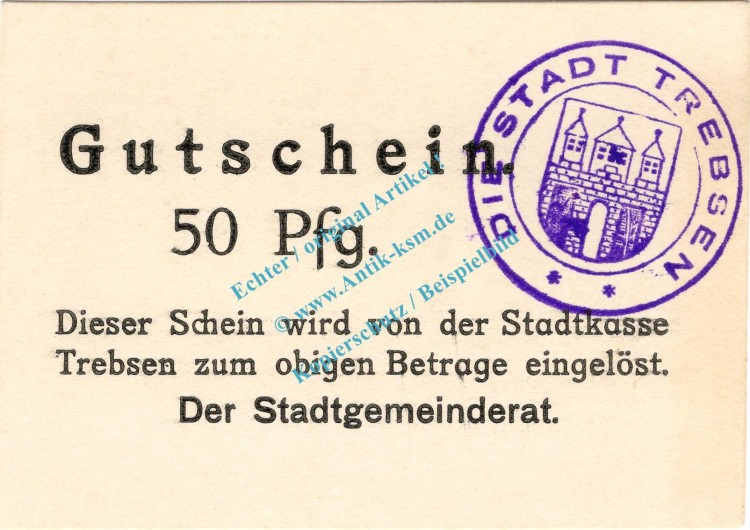 Gutschein.
50 Pfg.
Dieser Schein wird von der Stadtkasse
Trebsen zum obigen Betrage eingelöst.
Der Stadtgemeinderat.
DIE STADT TREBSEN
* *
Echter / original Artikel!
© www.Antik-ksm.de
Kopierschutz / Beispielbild